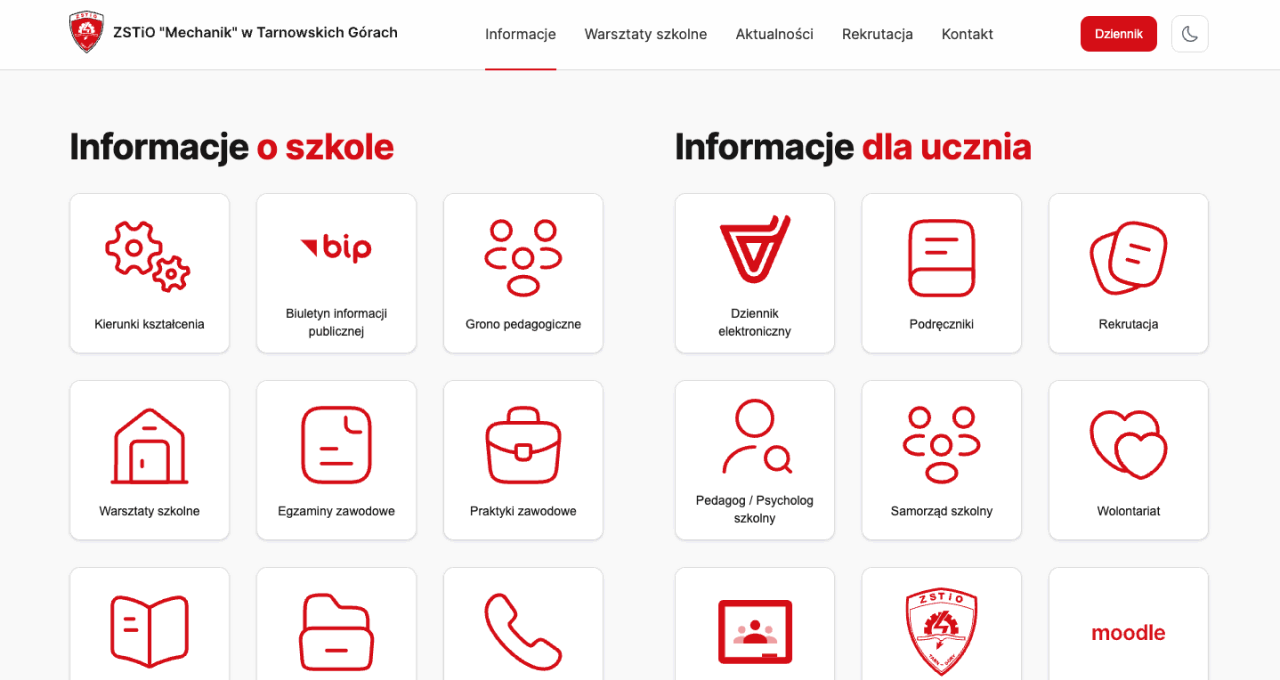 ZSTiO "Mechanik" w Tarnowskich Górach
Informacje
Warsztaty szkolne
Aktualności
Rekrutacja
Kontakt
Dziennik
Informacje o szkole
Kierunki kształcenia
bip
Biuletyn informacji
publicznej
Grono pedagogiczne
Warsztaty szkolne
Egzaminy zawodowe
Praktyki zawodowe
Informacje dla ucznia
Dziennik
elektroniczny
Podręczniki
Rekrutacja
Pedagog / Psycholog
szkolny
Samorząd szkolny
Wolontariat
ZSTiO
moodle